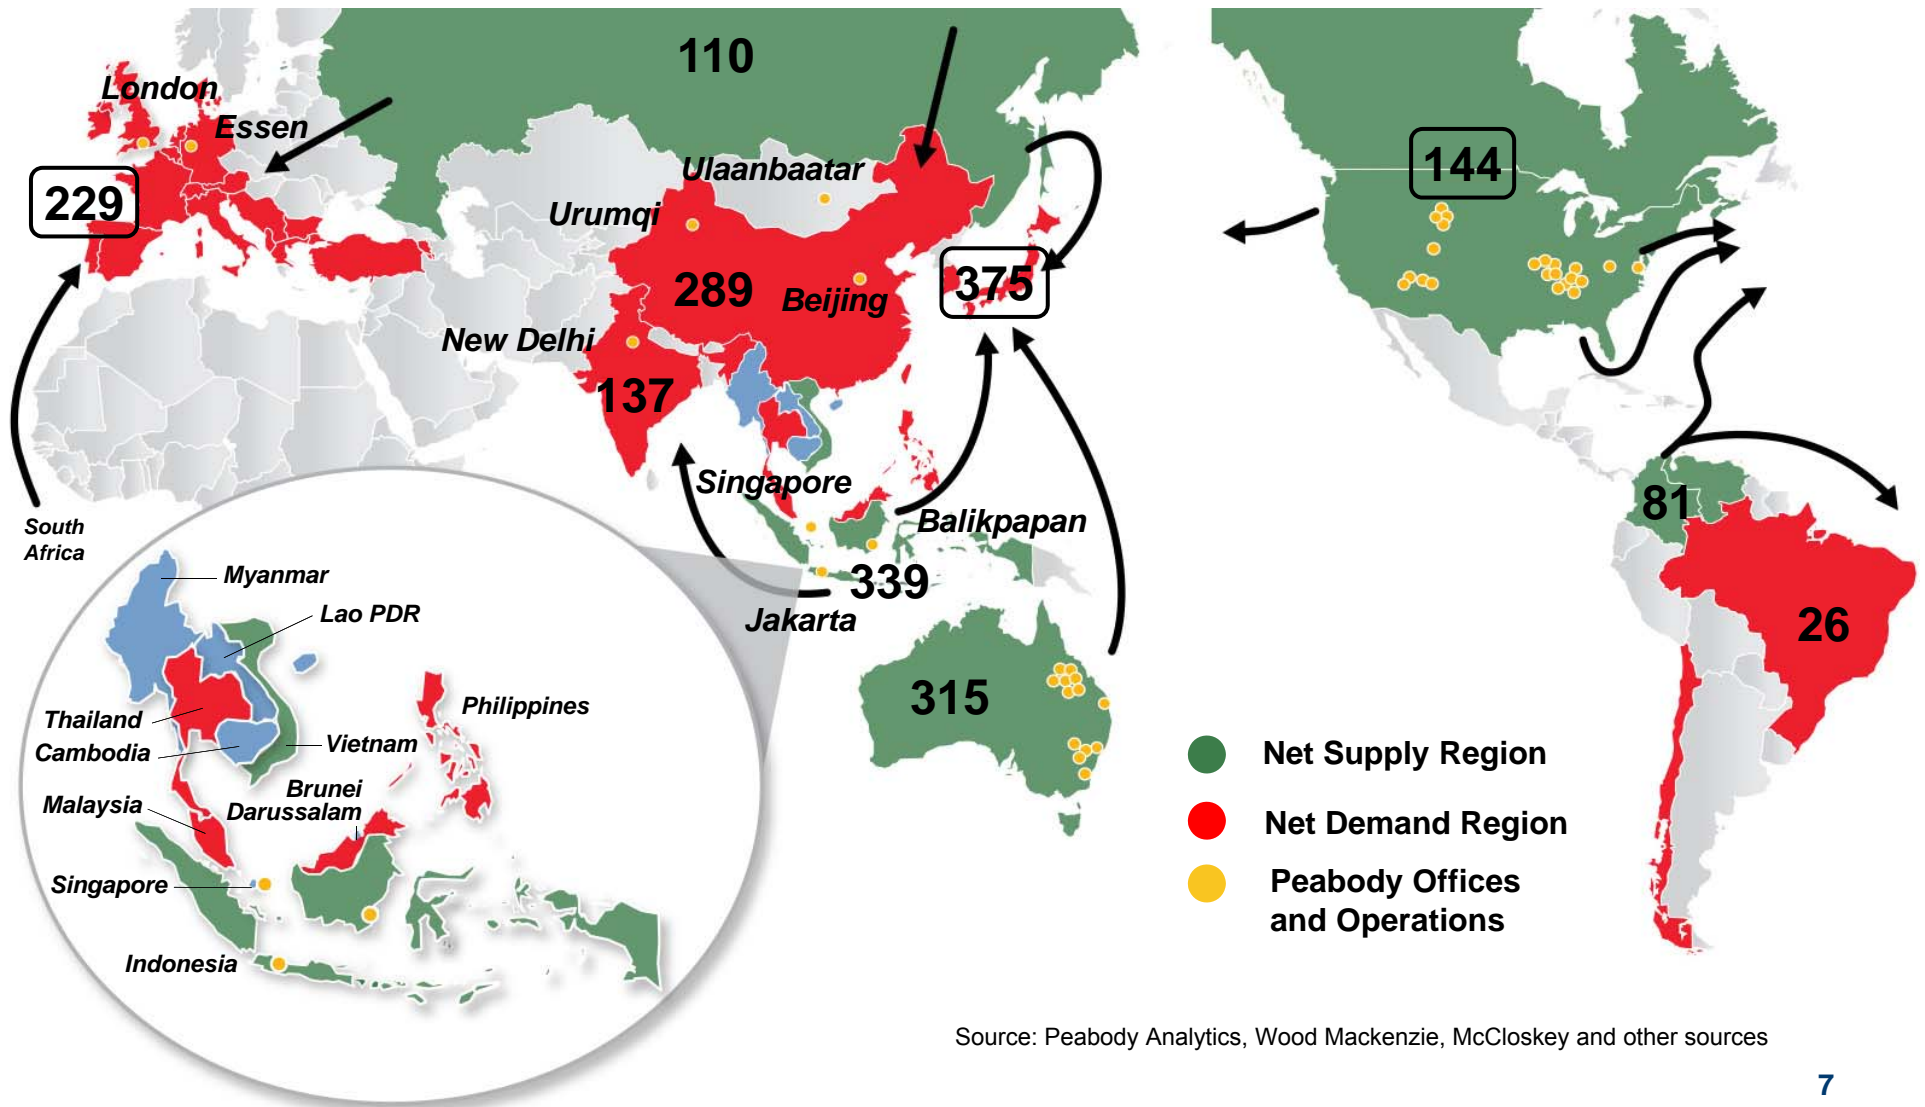 110
London
Essen
229
Ulaanbaatar
Urumqi
144
289
Beijing
375
New Delhi
137
Singapore
Balikpapan
South
Africa
339
Jakarta
81
26
315
Myanmar
Lao PDR
Thailand
Cambodia
Vietnam
Philippines
Malaysia
Brunei
Darussalam
Singapore
Indonesia
Net Supply Region
Net Demand Region
Peabody Offices
and Operations
Source: Peabody Analytics, Wood Mackenzie, McCloskey and other sources
7